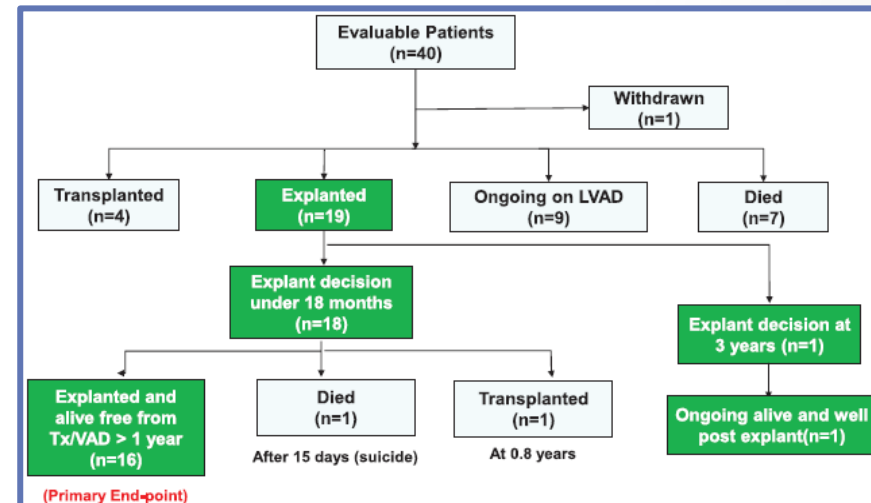 Evaluable Patients
(n=40)
Withdrawn
(n=1)
Transplanted
(n=4)
Explanted
(n=19)
Ongoing on LVAD
(n=9)
Died
(n=7)
Explant decision
under 18 months
(n=18)
Explant decision at
3 years (n=1)
Explanted and
alive free from
Tx/VAD > 1 year
(n=16)
Died
(n=1)
Transplanted
(n=1)
Ongoing alive and well
post explant(n=1)
After 15 days (suicide)
At 0.8 years
(Primary End-point)